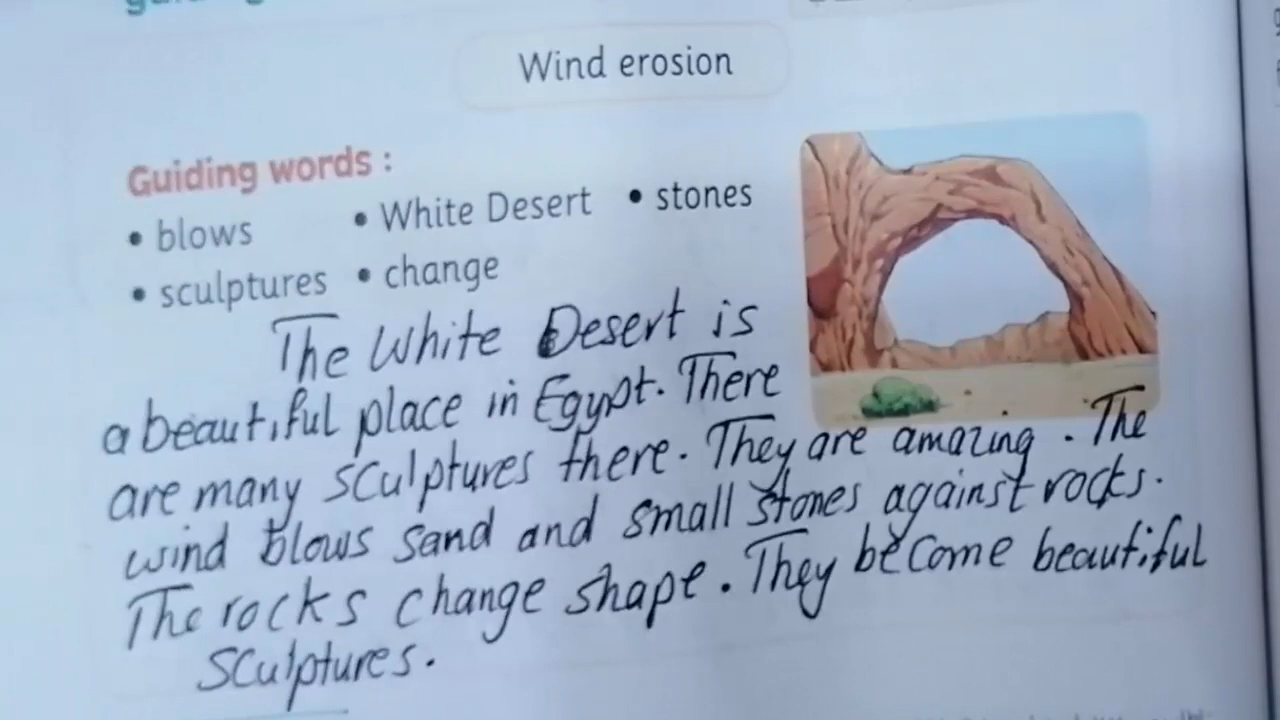 Wind erosion
Guiding words :
• blows • White Desert • stones
• sculptures • change
The White Desert is
a beautiful place in Egypt. There
are many sculptures there. They are amazing. The
wind blows sand and small stones against rocks.
The rocks change shape. They become beautiful
sculptures.